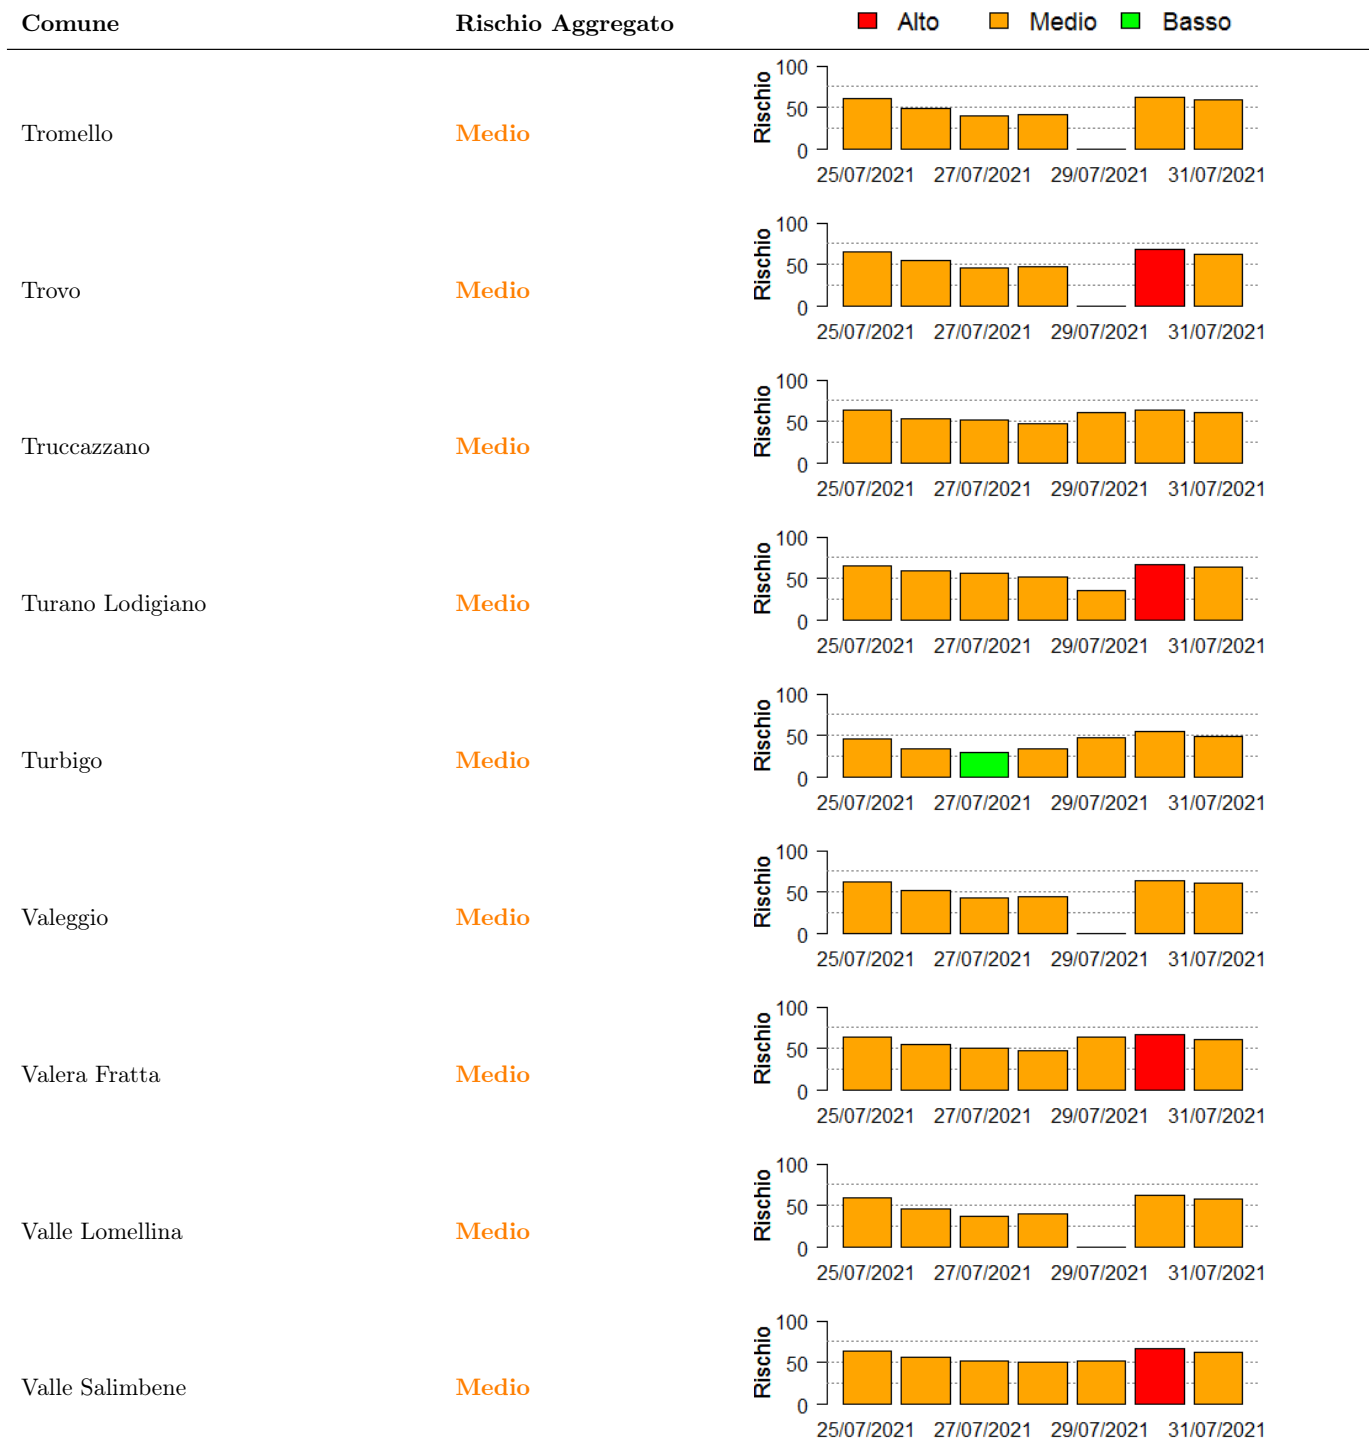 Comune Rischio Aggregato Alto Medio Basso
Tromello Medio
Rischio
100
50
0
25/07/2021 27/07/2021 29/07/2021 31/07/2021
Trovo Medio
Rischio
100
50
0
25/07/2021 27/07/2021 29/07/2021 31/07/2021
Truccazzano Medio
Rischio
100
50
0
25/07/2021 27/07/2021 29/07/2021 31/07/2021
Turano Lodigiano Medio
Rischio
100
50
0
25/07/2021 27/07/2021 29/07/2021 31/07/2021
Turbigo Medio
Rischio
100
50
0
25/07/2021 27/07/2021 29/07/2021 31/07/2021
Valeggio Medio
Rischio
100
50
0
25/07/2021 27/07/2021 29/07/2021 31/07/2021
Valera Fratta Medio
Rischio
100
50
0
25/07/2021 27/07/2021 29/07/2021 31/07/2021
Valle Lomellina Medio
Rischio
100
50
0
25/07/2021 27/07/2021 29/07/2021 31/07/2021
Valle Salimbene Medio
Rischio
100
50
0
25/07/2021 27/07/2021 29/07/2021 31/07/2021